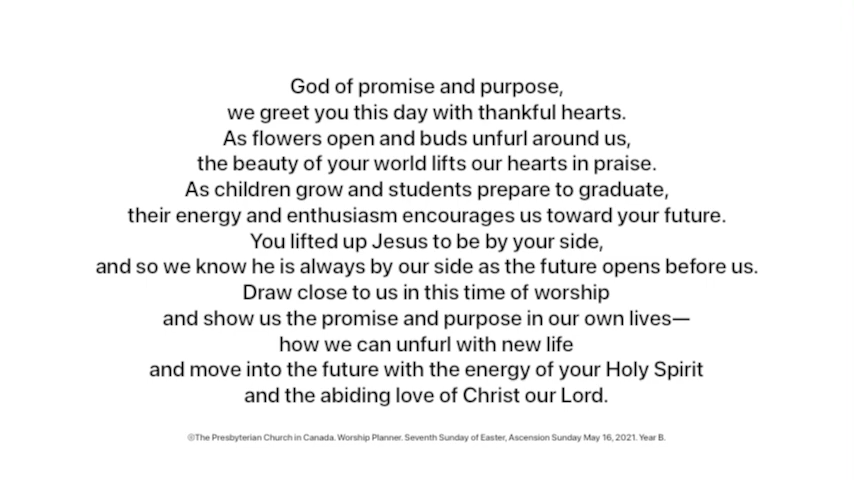 God of promise and purpose,
we greet you this day with thankful hearts.
As flowers open and buds unfurl around us,
the beauty of your world lifts our hearts in praise.
As children grow and students prepare to graduate,
their energy and enthusiasm encourages us toward your future.
You lifted up Jesus to be by your side,
and so we know he is always by our side as the future opens before us.
Draw close to us in this time of worship
and show us the promise and purpose in our own lives—
how we can unfurl with new life
and move into the future with the energy of your Holy Spirit
and the abiding love of Christ our Lord.
©The Presbyterian Church in Canada. Worship Planner. Seventh Sunday of Easter, Ascension Sunday May 16, 2021. Year B.